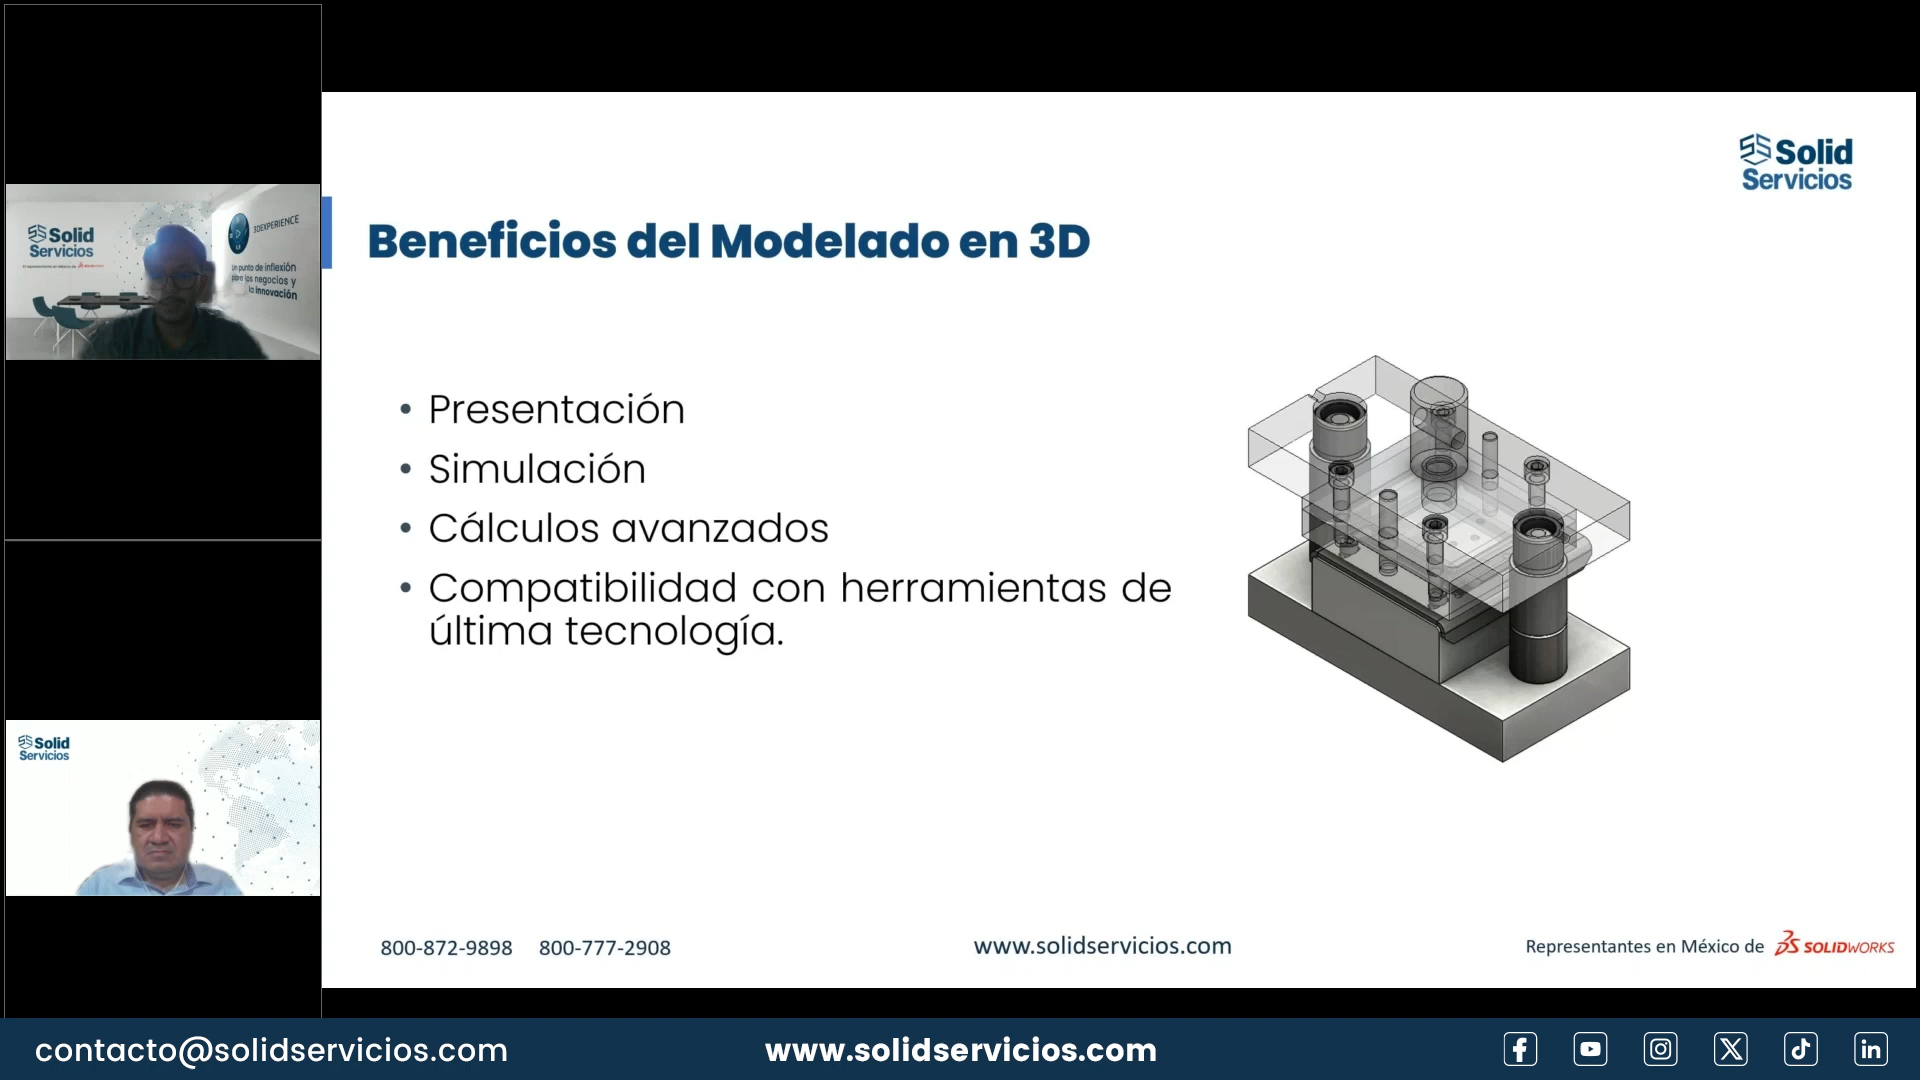 Solid
Servicios
3DEXPERIENCE
Un punto de inflexión
para los negocios y
la innovación
Solid
Servicios
Solid
Servicios
Beneficios del Modelado en 3D
• Presentación
• Simulación
• Cálculos avanzados
• Compatibilidad con herramientas de
última tecnología.
800-872-9898 800-777-2908
www.solidservicios.com
Representantes en México de SOLIDWORKS
contacto@solidservicios.com
www.solidservicios.com